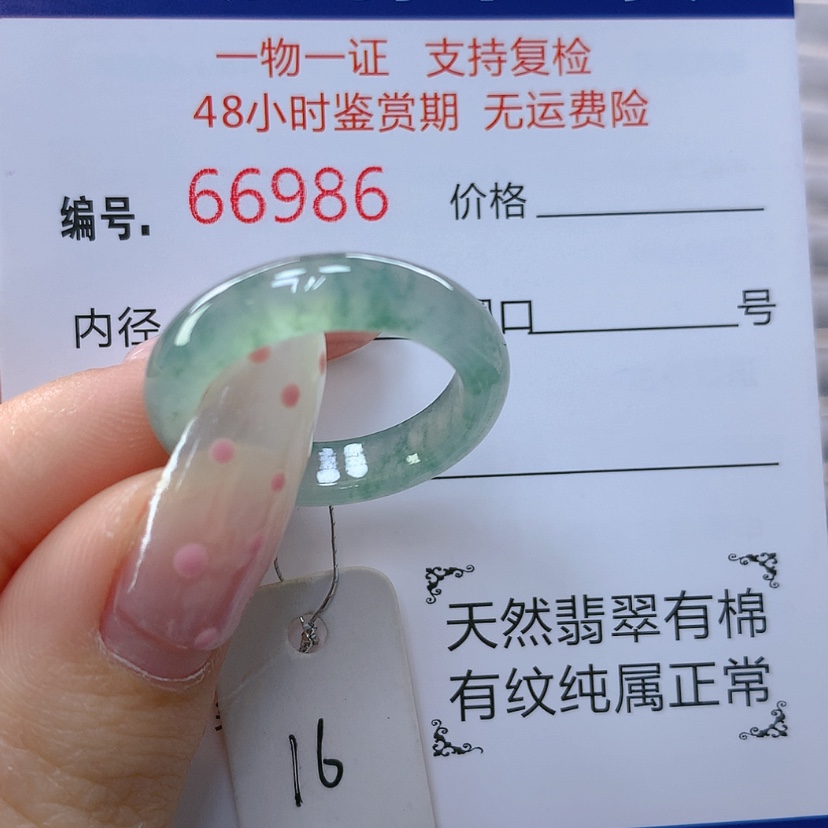 一物一证 支持复检
48小时鉴赏期 无运费险
编号. 66986 价格
内径 口 号
天然翡翠有棉
有纹纯属正常
16